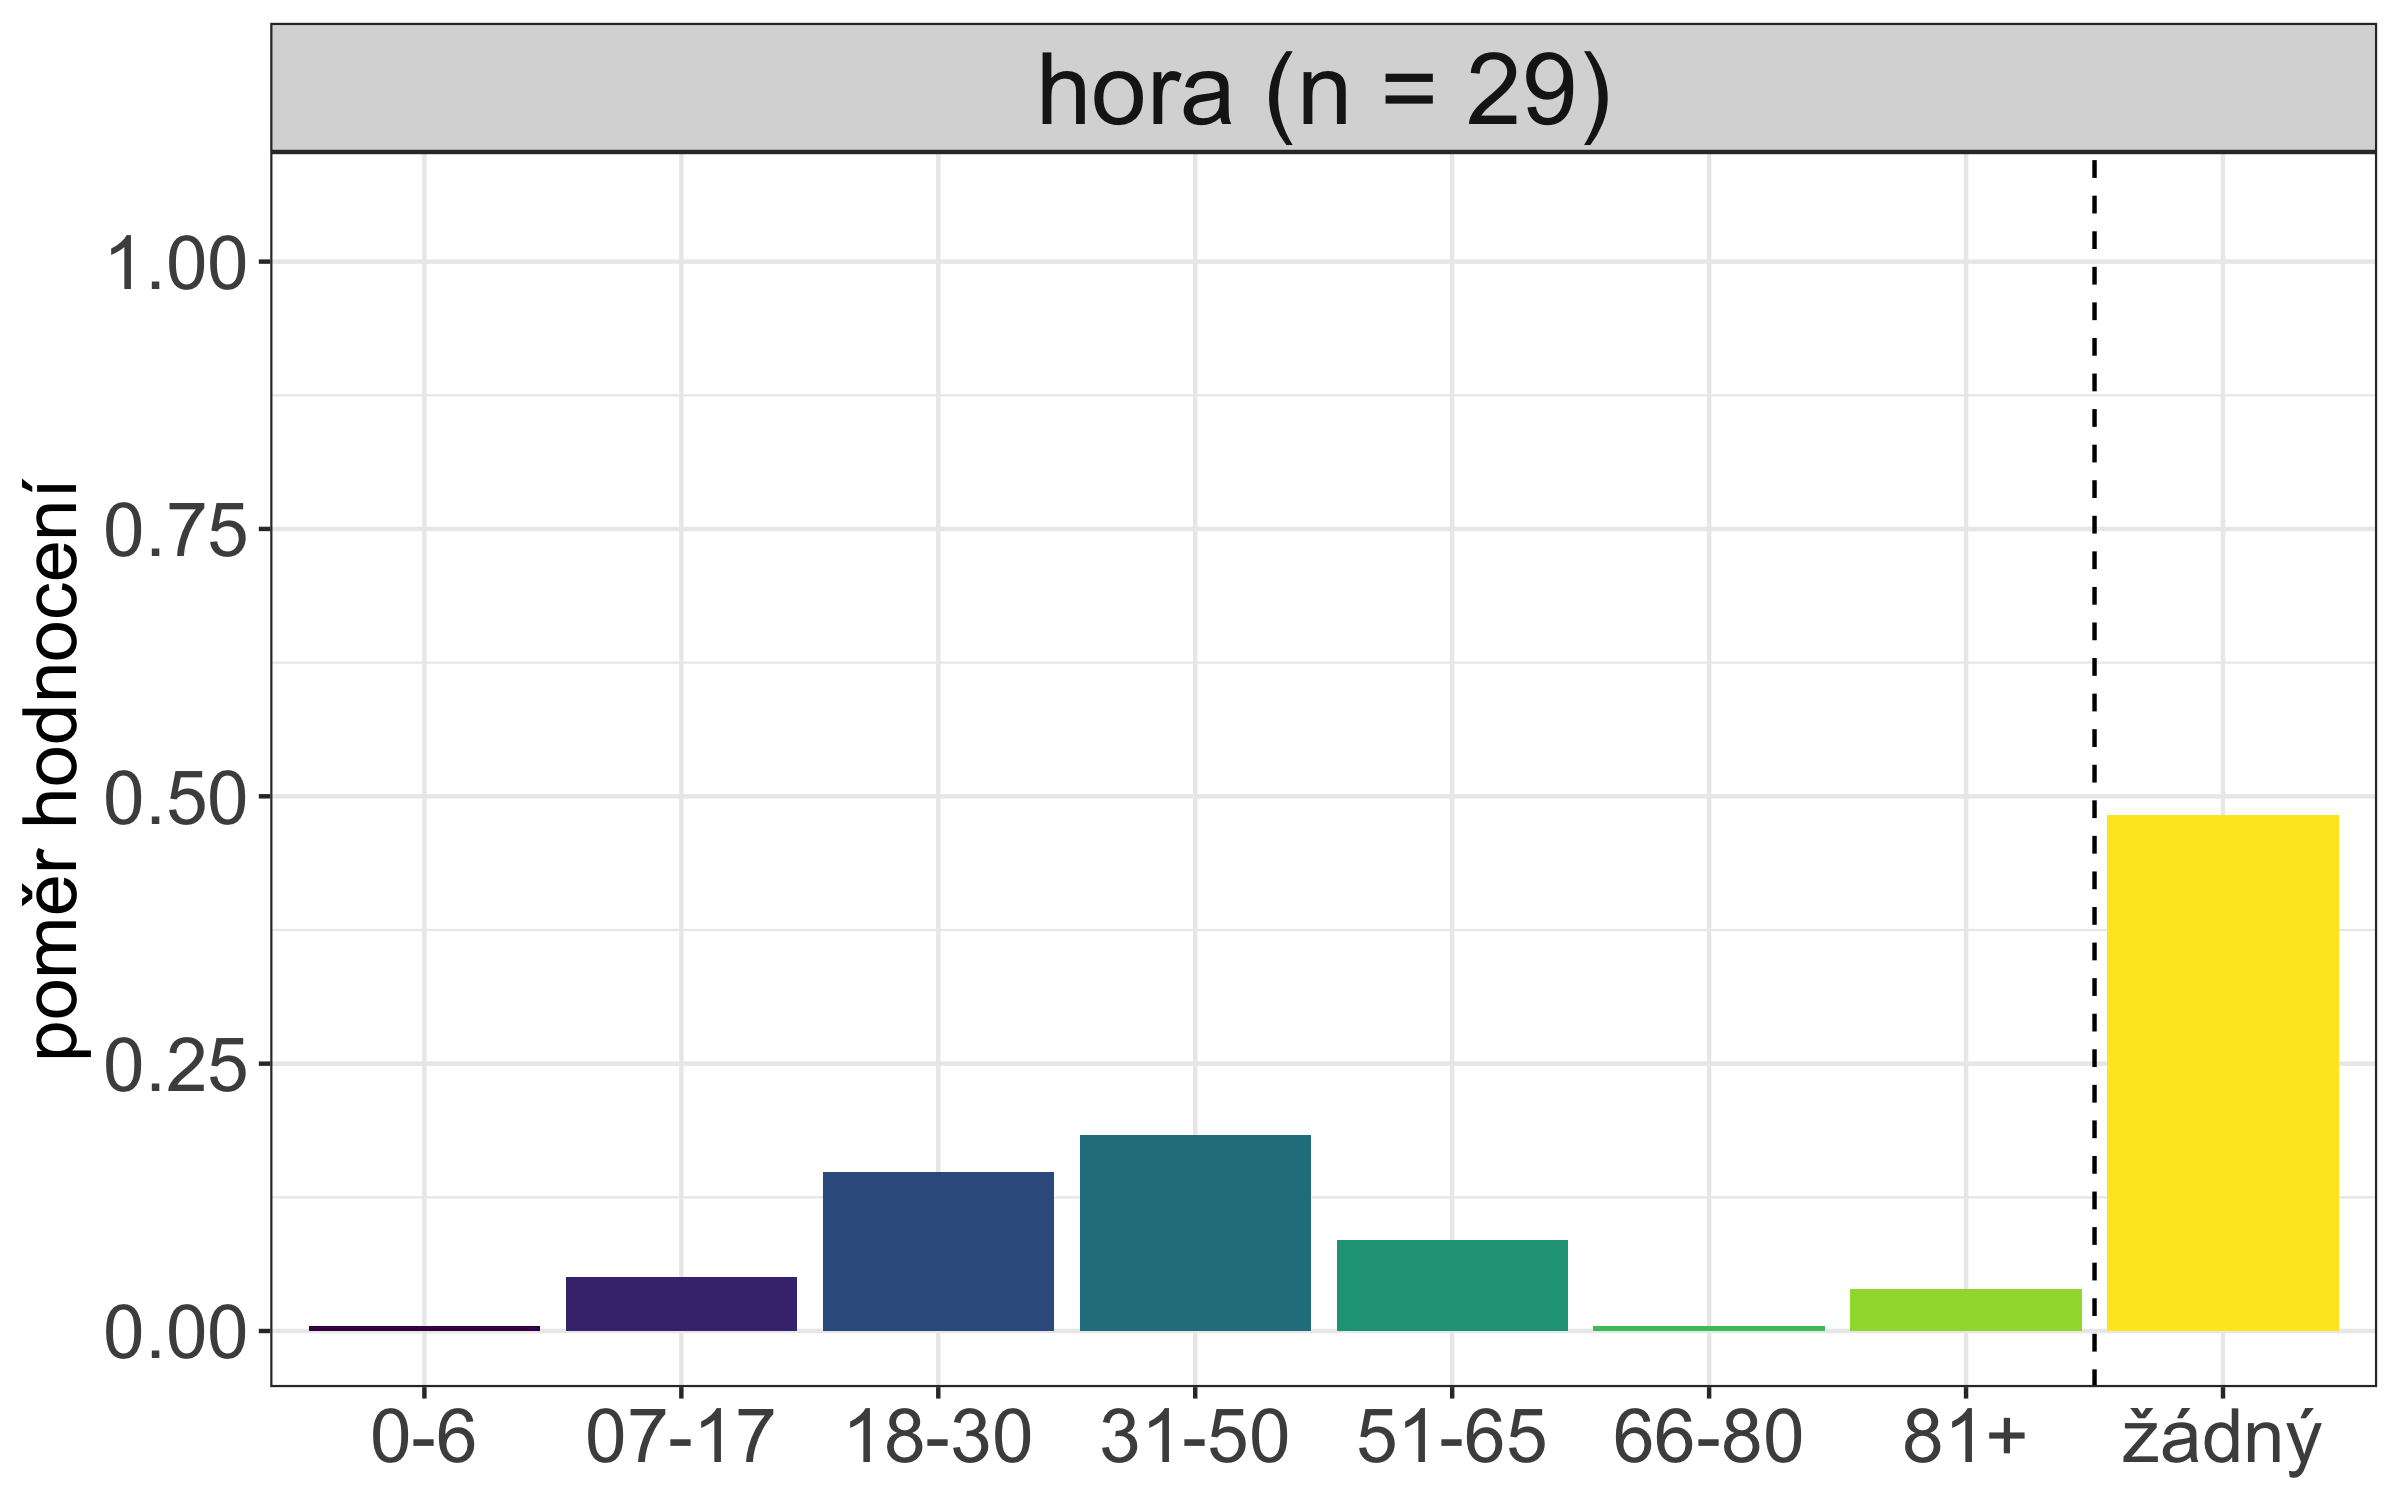 hora (n = 29)
poměr hodnocení
1.00
0.75
0.50
0.25
0.00
0-6 07-17 18-30 31-50 51-65 66-80 81+ žádný